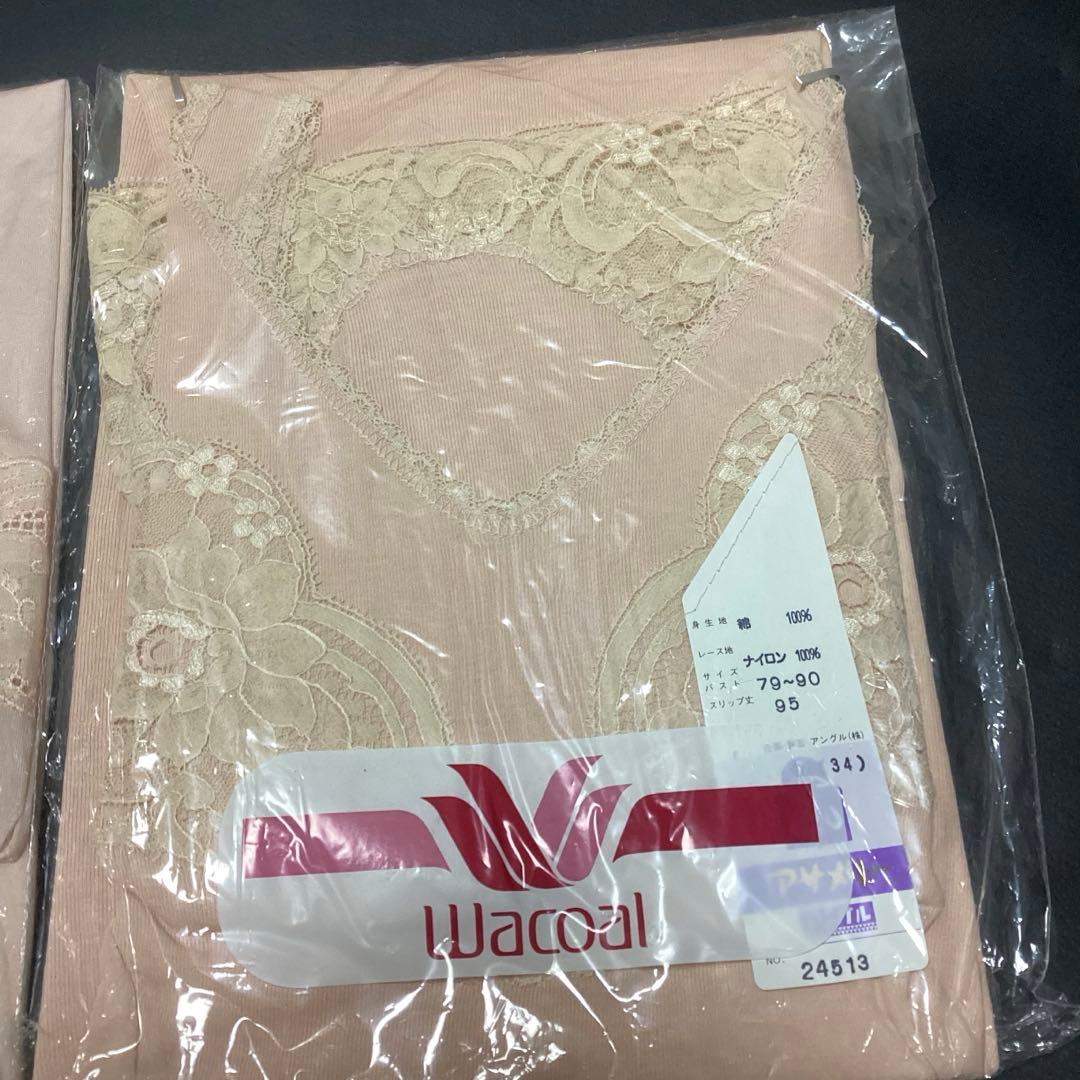 身生地 綿 100%
レース地 ナイロン 100%
サイズ
バスト 79~90
スリップ丈 95
アングル(株)
34)
Wacoal
NO. 24513